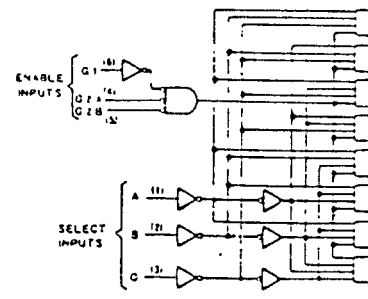 G1 (6)
ENABLE INPUTS
G2A (4)
G2B
(5)
A (1)
SELECT INPUTS
B (2)
C (3)